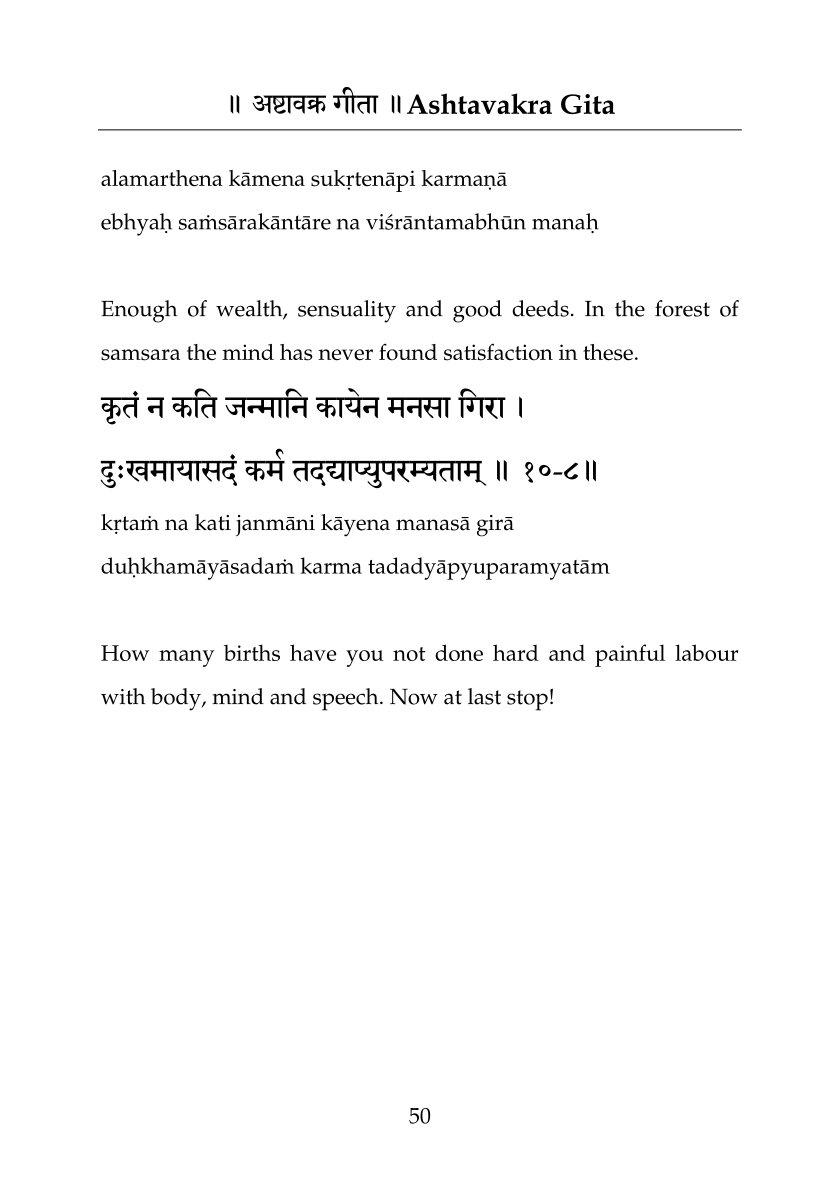 ॥ अष्टावक्र गीता ॥ Ashtavakra Gita
alamarthena kāmena sukṛtenāpi karmaṇā
ebhyaḥ saṁsārakāntāre na viśrāntamabhūn manaḥ
Enough of wealth, sensuality and good deeds. In the forest of
samsara the mind has never found satisfaction in these.
कृतं न कति जन्मानि कायेन मनसा गिरा ।
दुःखमायासदं कर्म तदद्याप्युपरम्यताम् ॥ १०-८॥
kṛtaṁ na kati janmāni kāyena manasā girā
duḥkhamāyāsadaṁ karma tadadyāpyuparamyatām
How many births have you not done hard and painful labour
with body, mind and speech. Now at last stop!
50